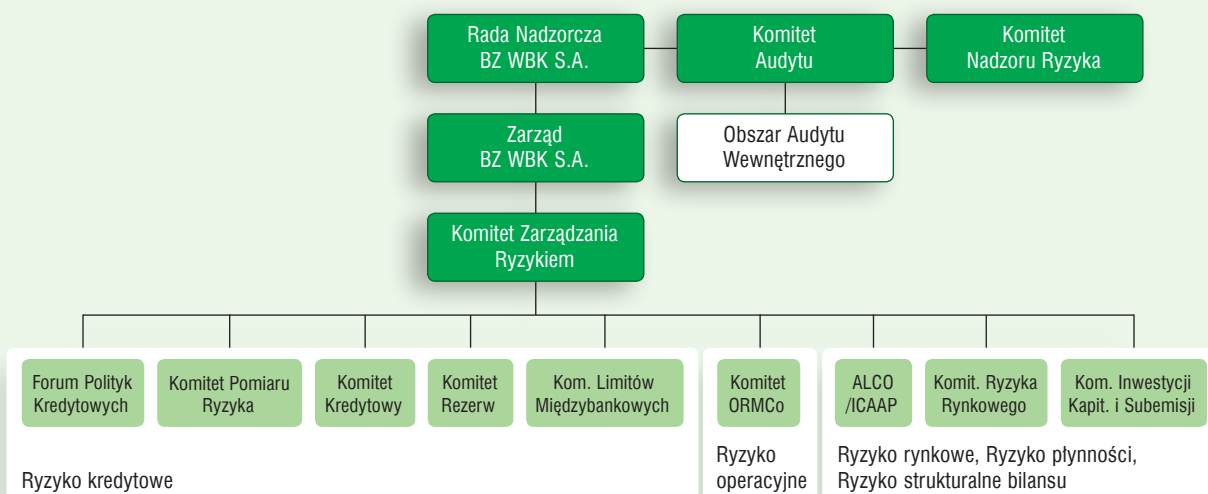 Rada Nadzorcza
BZ WBK S.A.
Komitet
Audytu
Komitet
Nadzoru Ryzyka
Zarząd
BZ WBK S.A.
Obszar Audytu
Wewnętrznego
Komitet Zarządzania
Ryzykiem
Forum Polityk
Kredytowych
Komitet Pomiaru
Ryzyka
Komitet
Kredytowy
Komitet
Rezerw
Kom. Limitów
Międzybankowych
Komitet
ORMCo
ALCO
/ICAAP
Komit. Ryzyka
Rynkowego
Kom. Inwestycji
Kapit. i Subemisji
Ryzyko kredytowe
Ryzyko
operacyjne
Ryzyko rynkowe, Ryzyko płynności,
Ryzyko strukturalne bilansu